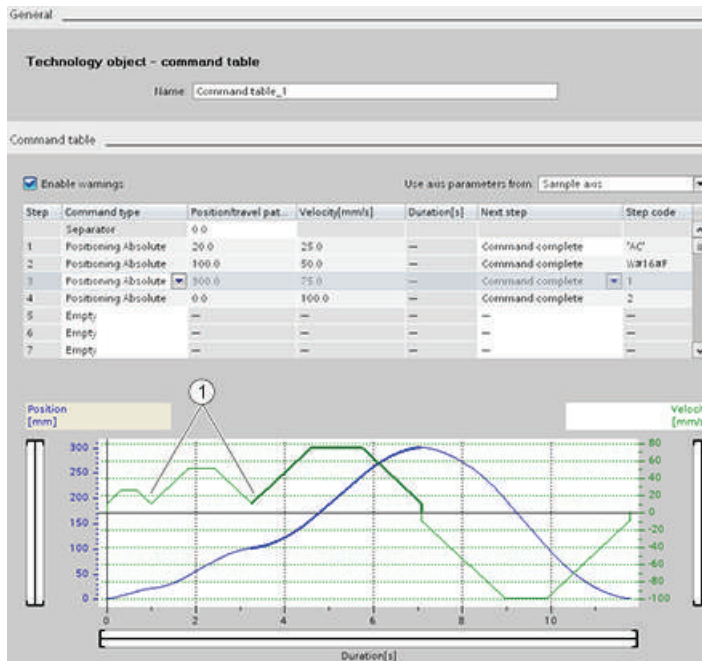 General
Technology object - command table
Name Command table_1
Command table
Enable warnings Use axis parameters from: Sample axis
Step Command type Position/travel pat... Velocity[mm/s] Duration[s] Next step Step code
Separator 0.0
1 Positioning Absolute 20.0 25.0 — Command complete "AC"
2 Positioning Absolute 100.0 50.0 — Command complete W#16#F
3 Positioning Absolute 300.0 75.0 — Command complete 1
4 Positioning Absolute 0.0 100.0 — Command complete 2
5 Empty — — — — —
6 Empty — — — — —
7 Empty — — — — —
1
Position
[mm]
Velocit
[mm/s
300
250
200
150
100
50
0
80
60
40
20
0
-20
-40
-60
-80
-100
0 2 4 6 8 10
Duration[s]